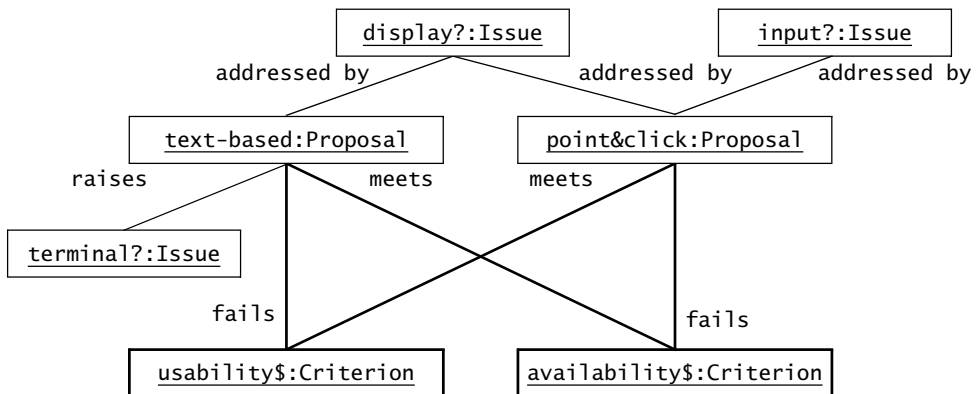 display?:Issue
input?:Issue
addressed by
addressed by
addressed by
text-based:Proposal
point&click:Proposal
raises
meets
meets
terminal?:Issue
fails
fails
usability$:Criterion
availability$:Criterion